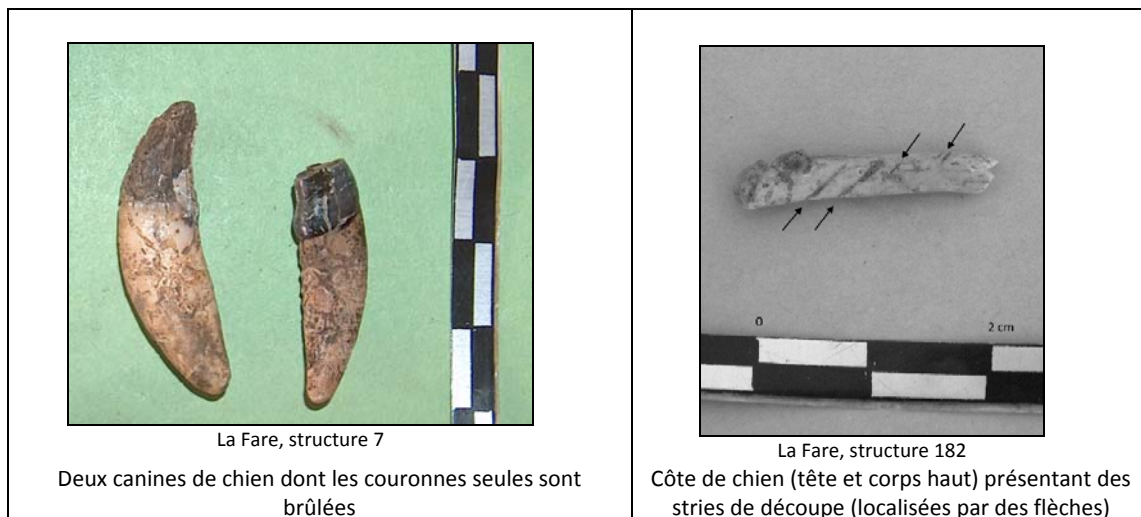 La Fare, structure 7
Deux canines de chien dont les couronnes seules sont
brûlées
0
2 cm
La Fare, structure 182
Côte de chien (tête et corps haut) présentant des
stries de découpe (localisées par des flèches)